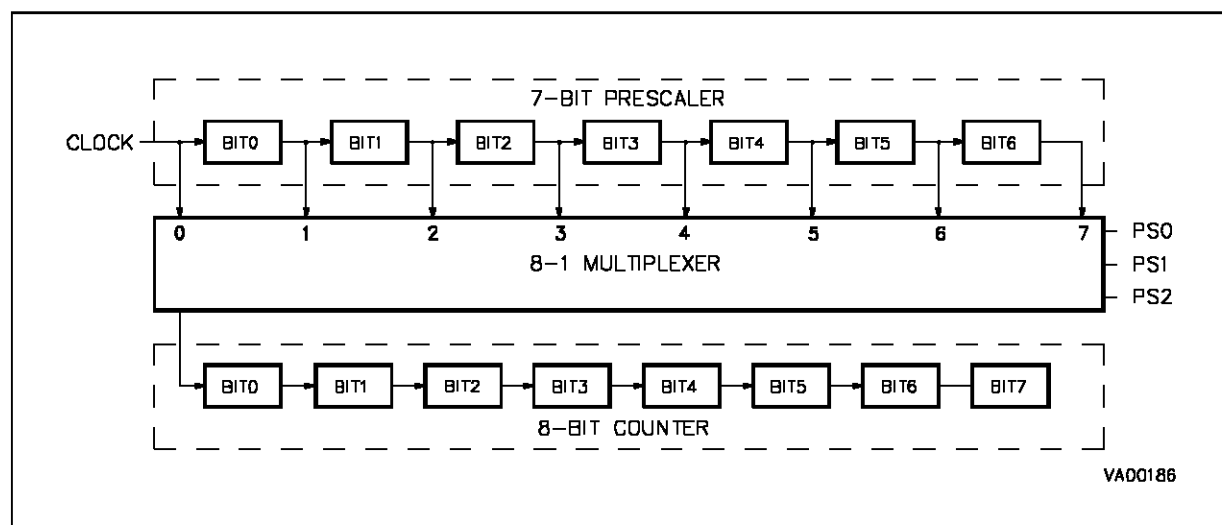 7-BIT PRESCALER
CLOCK BIT0 BIT1 BIT2 BIT3 BIT4 BIT5 BIT6
0 1 2 3 4 5 6 7 PS0
8-1 MULTIPLEXER PS1
PS2
BIT0 BIT1 BIT2 BIT3 BIT4 BIT5 BIT6 BIT7
8-BIT COUNTER
VA00186